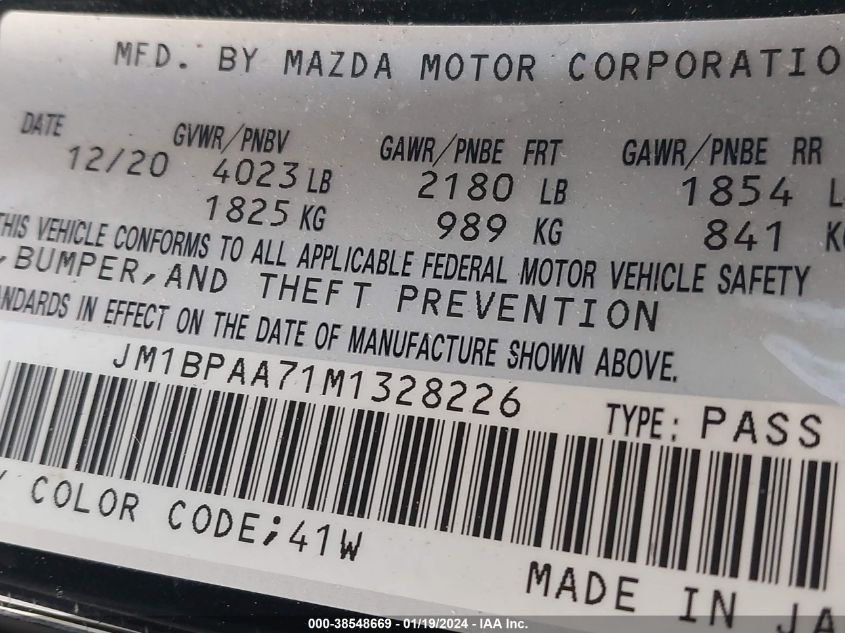 MFD. BY MAZDA MOTOR CORPORATIO
DATE GVWR/PNBV GAWR/PNBE FRT GAWR/PNBE RR
12/20 4023 LB 2180 LB 1854 L
1825 KG 989 KG 841 KG
THIS VEHICLE CONFORMS TO ALL APPLICABLE FEDERAL MOTOR VEHICLE SAFETY
, BUMPER, AND THEFT PREVENTION
ANDARDS IN EFFECT ON THE DATE OF MANUFACTURE SHOWN ABOVE.
JM1BPAA71M1328226 TYPE: PASS
Y COLOR CODE;41W
MADE IN JA
000-38548669 - 01/19/2024 - IAA Inc.